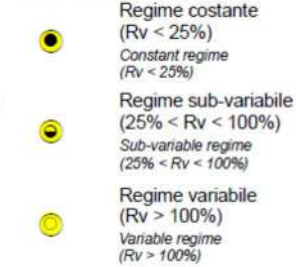 Regime costante
(Rv < 25%)
Constant regime
(Rv < 25%)
Regime sub-variabile
(25% < Rv < 100%)
Sub-variable regime
(25% < Rv < 100%)
Regime variabile
(Rv > 100%)
Variable regime
(Rv > 100%)